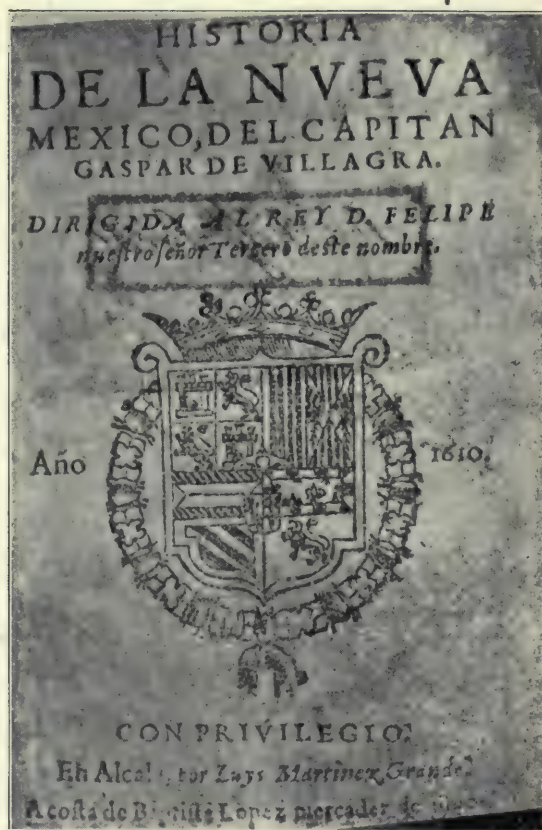 HISTORIA
DE LA NVEVA
MEXICO, DEL CAPITAN
GASPAR DE VILLAGRA.
DIRIGIDA AL REY D. FELIPE
nuestro señor Tercero deste nombre.
Año 1610.
CON PRIVILEGIO.
En Alcala, por Luys Martinez Grande.
A costa de Baptista Lopez mercader de